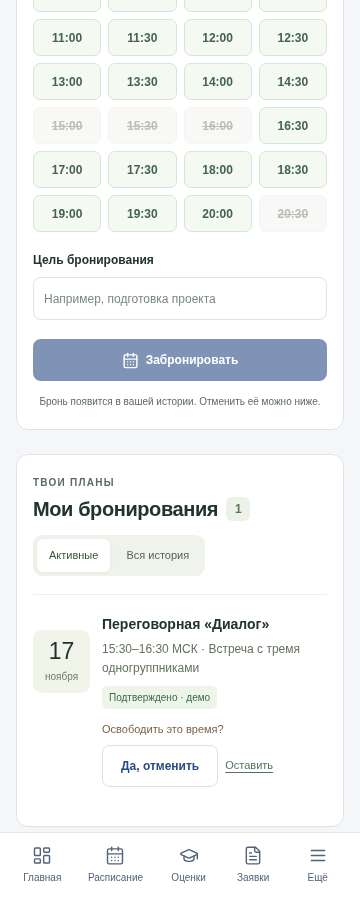 11:00 11:30 12:00 12:30
13:00 13:30 14:00 14:30
15:00 15:30 16:00 16:30
17:00 17:30 18:00 18:30
19:00 19:30 20:00 20:30
Цель бронирования
Например, подготовка проекта
Забронировать
Бронь появится в вашей истории. Отменить её можно ниже.
ТВОИ ПЛАНЫ
Мои бронирования 1
Активные Вся история
17
ноября
Переговорная «Диалог»
15:30–16:30 МСК · Встреча с тремя
одногруппниками
Подтверждено · демо
Освободить это время?
Да, отменить Оставить
Главная Расписание Оценки Заявки Ещё